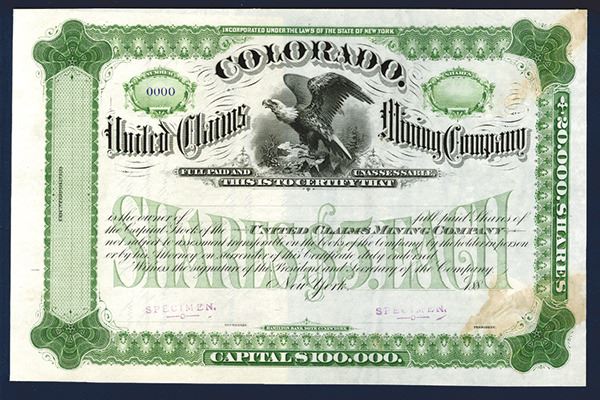 INCORPORATED UNDER THE LAWS OF THE STATE OF NEW YORK
COLORADO.
NUMBER
0000
SHARES
United Claims Mining Company
FULL PAID AND UNASSESSABLE
THIS IS TO CERTIFY THAT
20,000, SHARES
SHARES $5. EACH
is the owner of full paid Shares of
the Capital Stock of the UNITED CLAIMS MINING COMPANY
not subject to assessment transferable on the Books of the Company by the holder in person
or by his Attorney on surrender of this Certificate duly endorsed.
Witness the signature of the President and Secretary of the Company
New York, 188
SPECIMEN. SPECIMEN.
HAMILTON BANK NOTE CO. NEW YORK.
PRESIDENT.
CAPITAL $100,000.